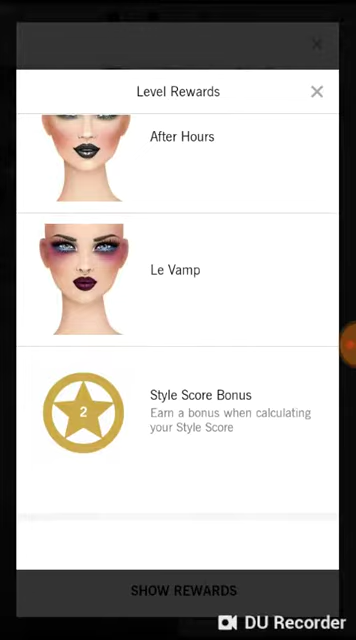 Level Rewards
After Hours
Le Vamp
2
Style Score Bonus
Earn a bonus when calculating
your Style Score
SHOW REWARDS
DU Recorder